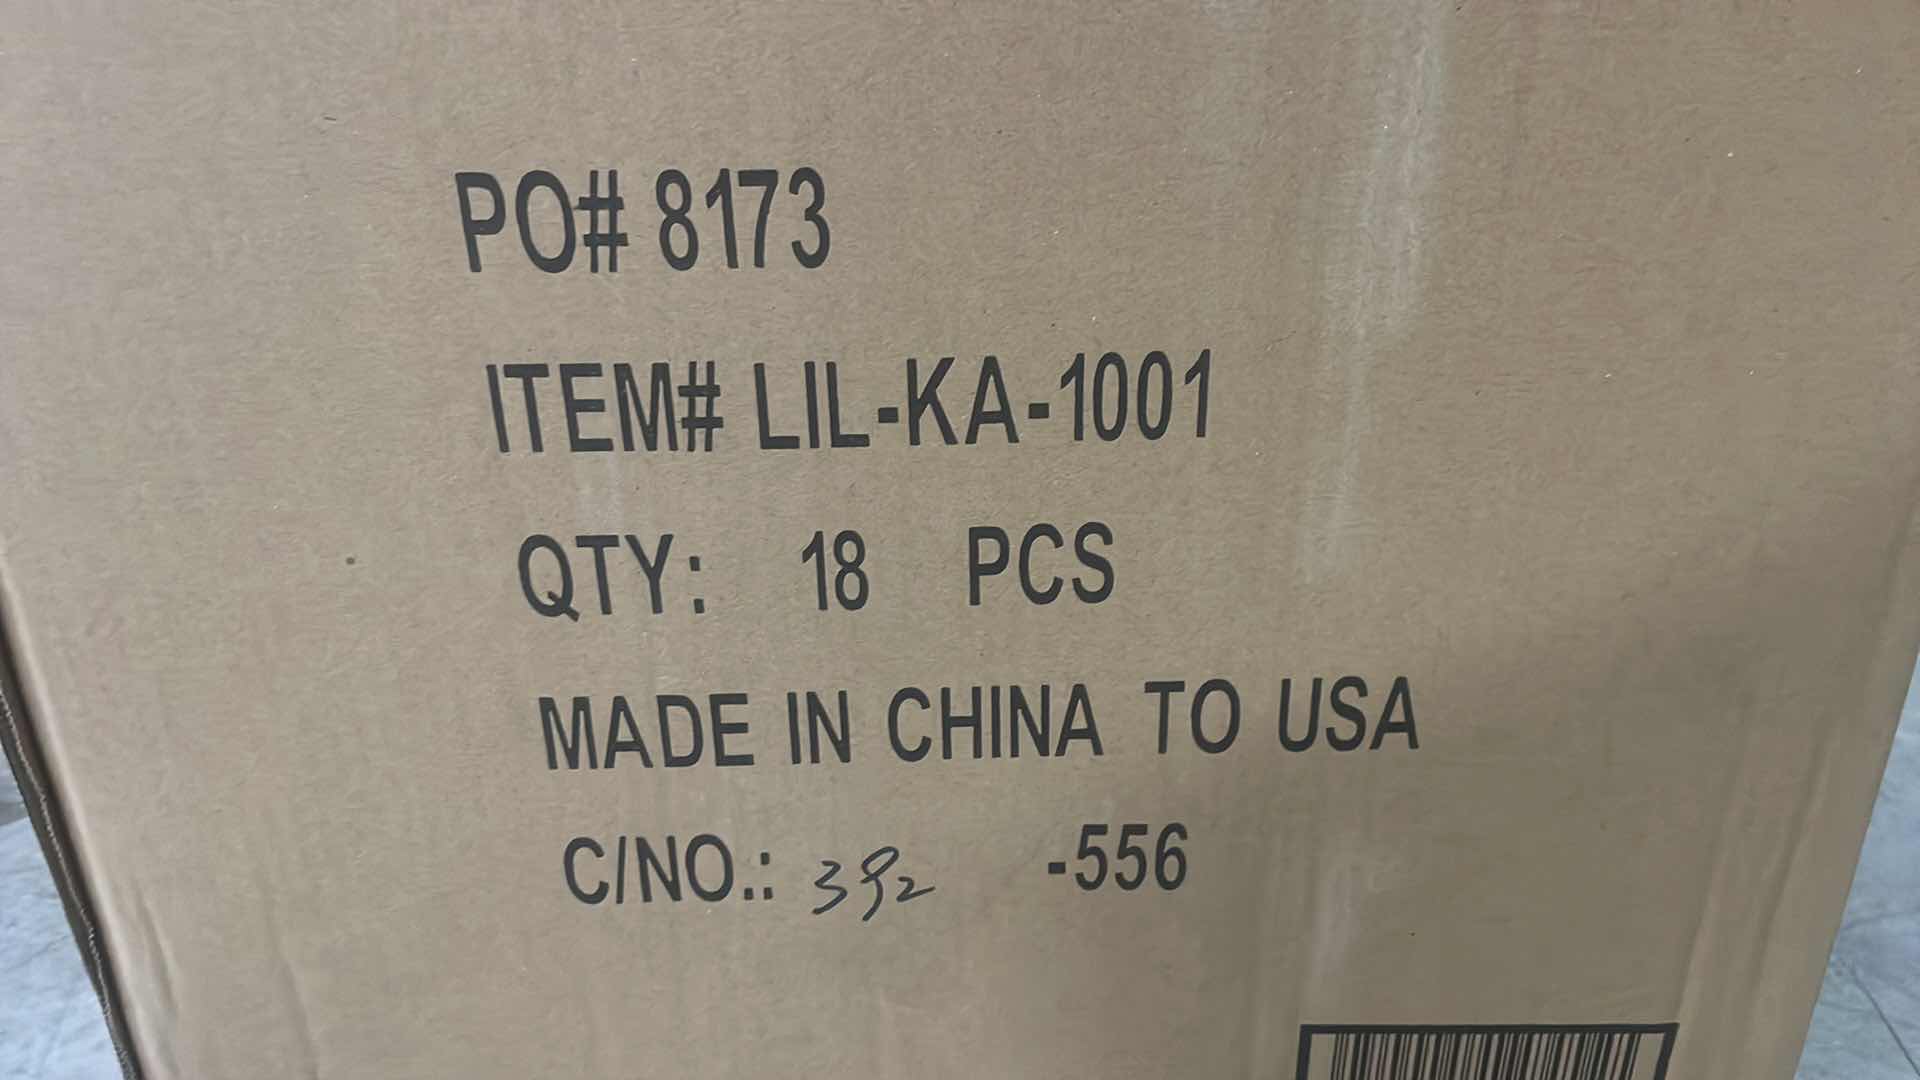 PO# 8173
ITEM# LIL-KA-1001
QTY: 18 PCS
MADE IN CHINA TO USA
C/NO.: 392 -556